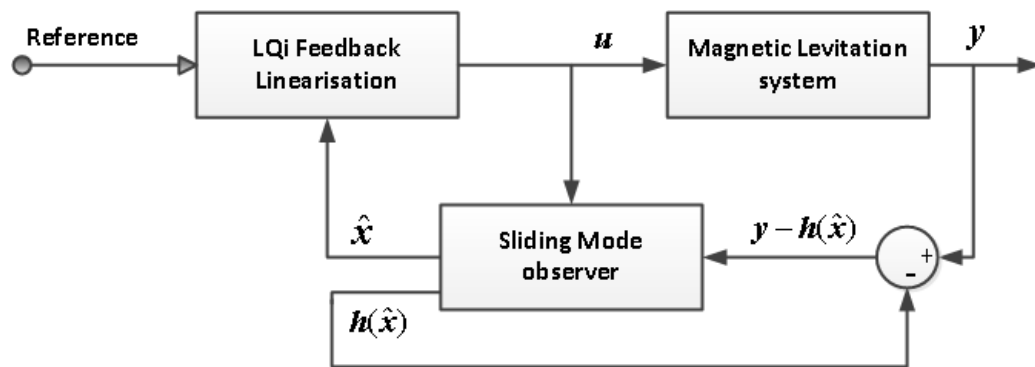 Reference
LQi Feedback
Linearisation
u
Magnetic Levitation
system
y
x̂
Sliding Mode
observer
y − h(x̂)
+
-
h(x̂)